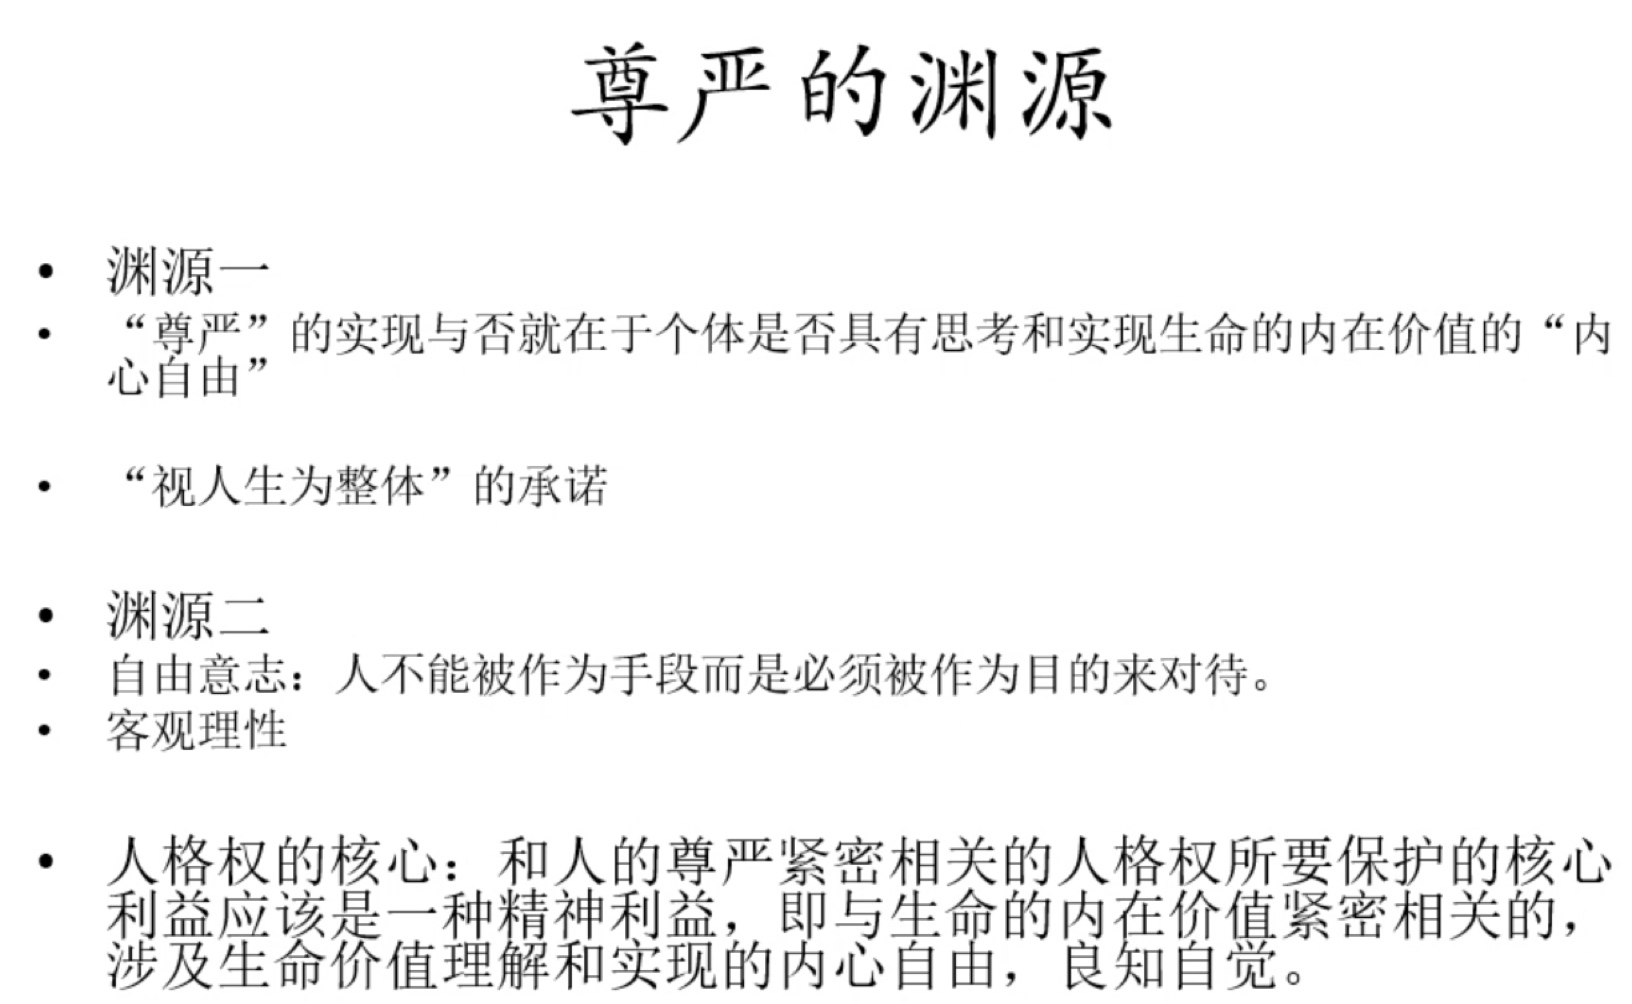 尊严的渊源
• 渊源一
• “尊严”的实现与否就在于个体是否具有思考和实现生命的内在价值的“内
心自由”
• “视人生为整体”的承诺
• 渊源二
• 自由意志：人不能被作为手段而是必须被作为目的来对待。
• 客观理性
• 人格权的核心：和人的尊严紧密相关的人格权所要保护的核心
利益应该是一种精神利益，即与生命的内在价值紧密相关的，
涉及生命价值理解和实现的内心自由，良知自觉。